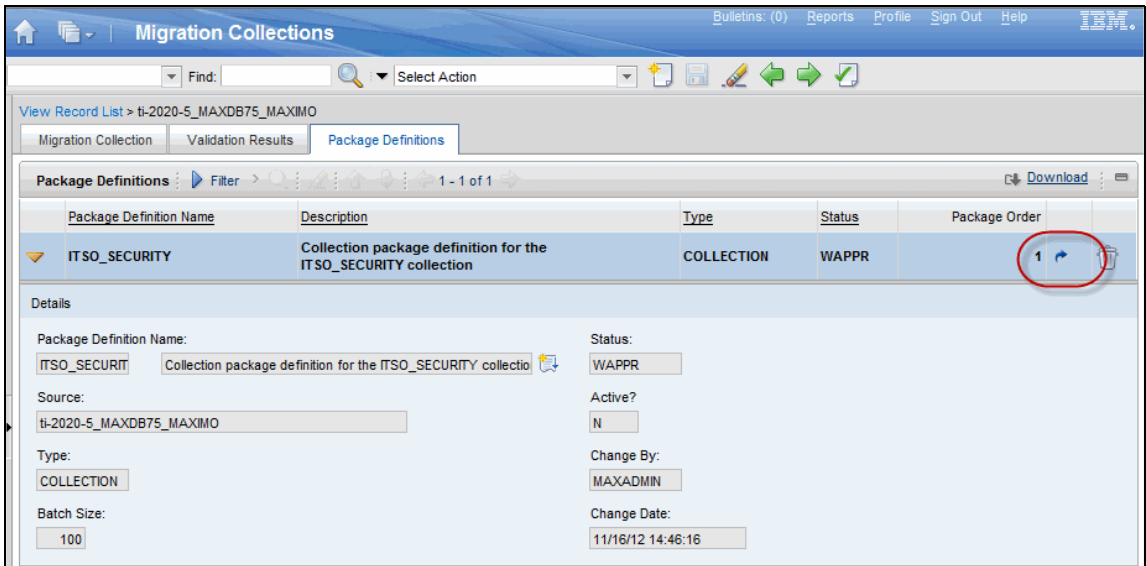 Bulletins: (0) Reports Profile Sign Out Help
Migration Collections
IBM.
Find:
Select Action
View Record List > ti-2020-5_MAXDB75_MAXIMO
Migration Collection Validation Results Package Definitions
Package Definitions Filter 1 - 1 of 1 Download
Package Definition Name Description Type Status Package Order
ITSO_SECURITY Collection package definition for the COLLECTION WAPPR 1
ITSO_SECURITY collection
Details
Package Definition Name: Status:
ITSO_SECURIT Collection package definition for the ITSO_SECURITY collectio WAPPR
Source: Active?
ti-2020-5_MAXDB75_MAXIMO N
Type: Change By:
COLLECTION MAXADMIN
Batch Size: Change Date:
100 11/16/12 14:46:16